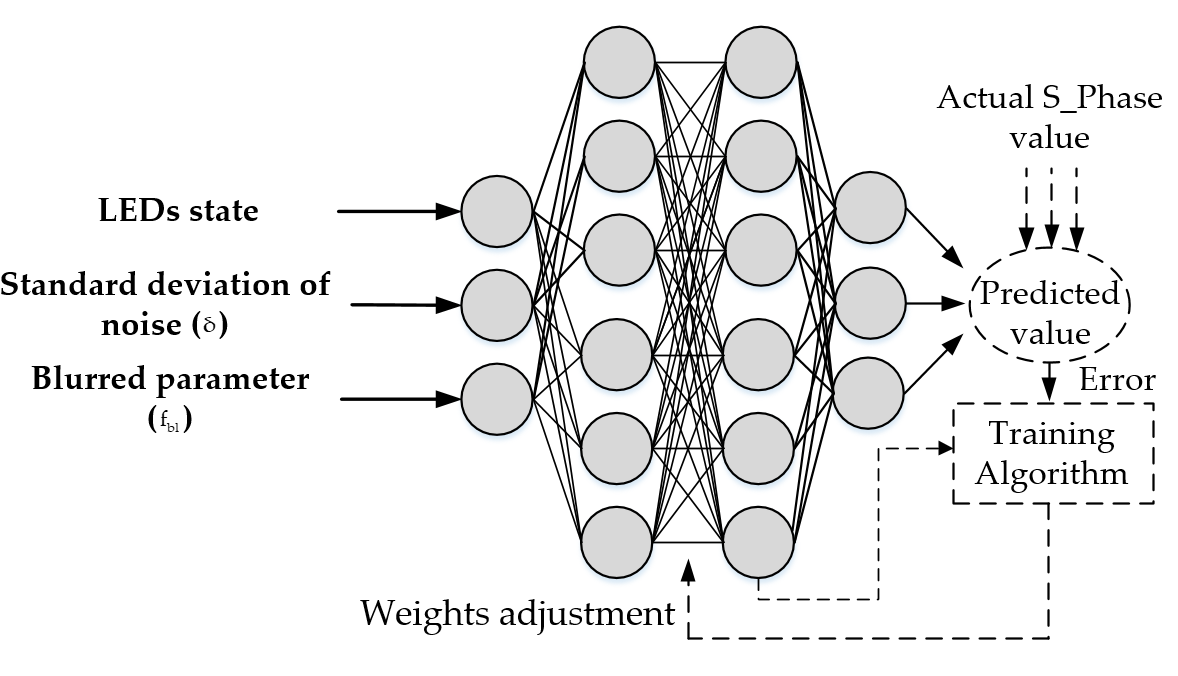 Actual S_Phase
value
LEDs state
Standard deviation of
noise (δ)
Predicted
value
Blurred parameter
(fbl)
Error
Training
Algorithm
Weights adjustment